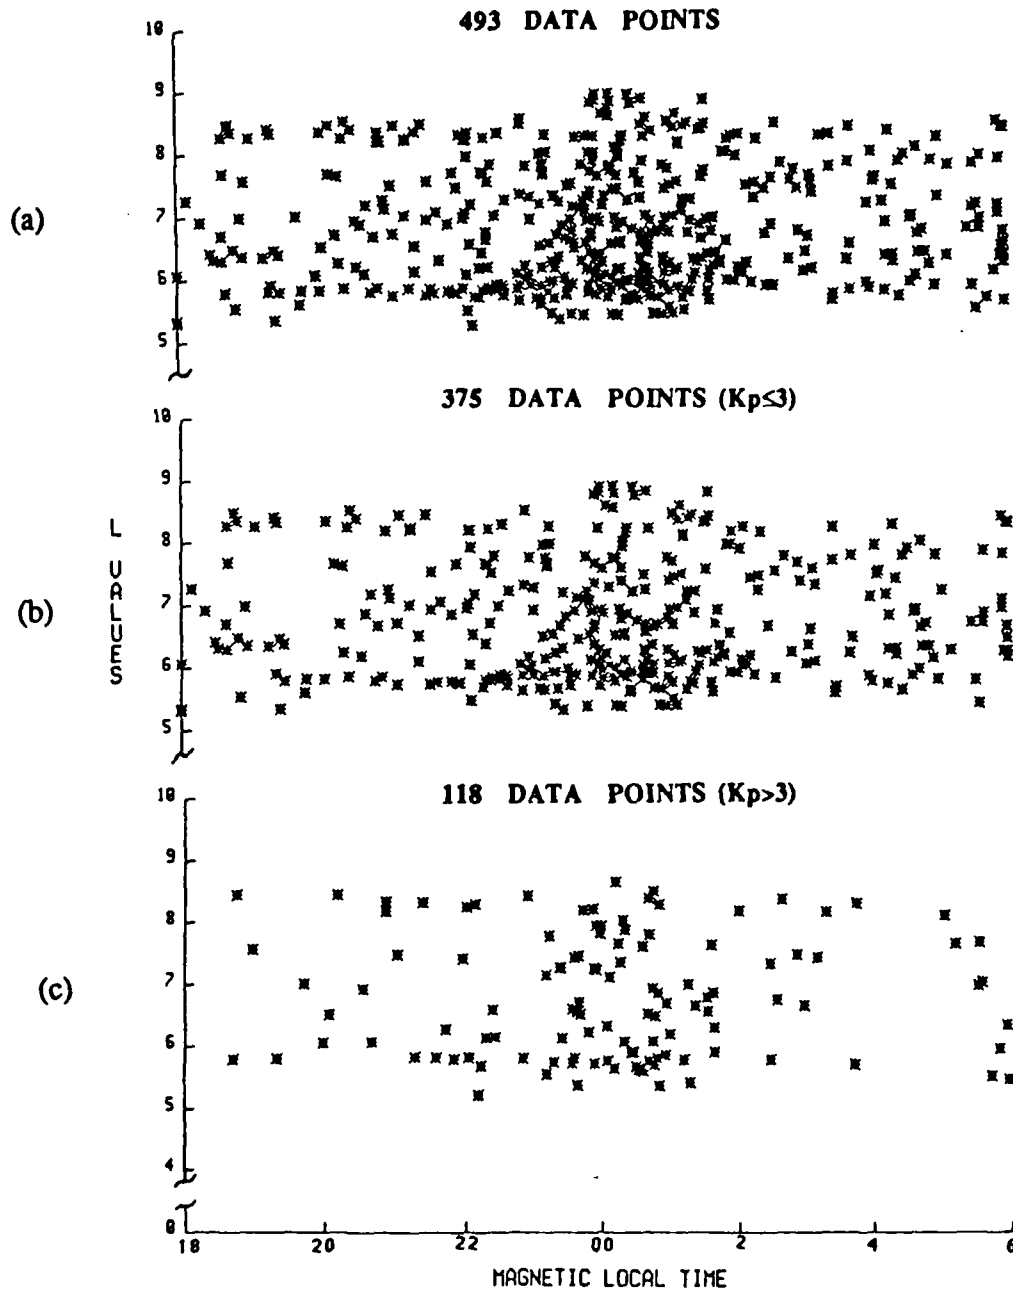 493 DATA POINTS
(a)
10
9
8
7
6
5
375 DATA POINTS (Kp≤3)
(b)
L VALUES
10
9
8
7
6
5
118 DATA POINTS (Kp>3)
(c)
10
9
8
7
6
5
4
0
18 20 22 00 2 4 6
MAGNETIC LOCAL TIME